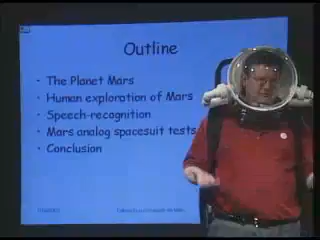 Outline
• The Planet Mars
• Human exploration of Mars
• Speech-recognition
• Mars analog spacesuit tests
• Conclusion